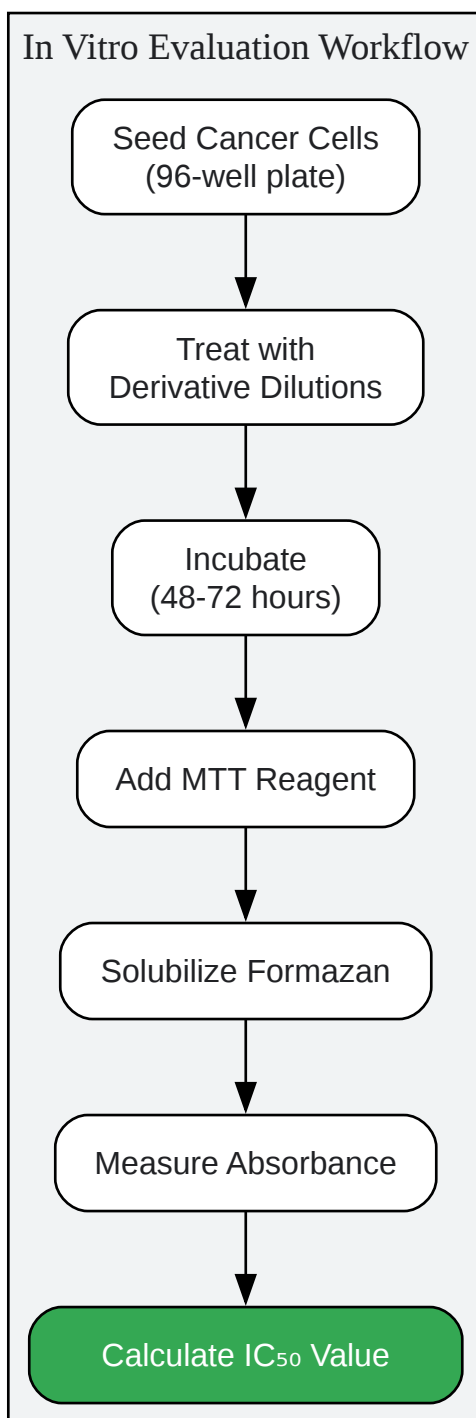 In Vitro Evaluation Workflow
Seed Cancer Cells
(96-well plate)
Treat with
Derivative Dilutions
Incubate
(48-72 hours)
Add MTT Reagent
Solubilize Formazan
Measure Absorbance
Calculate IC₅₀ Value